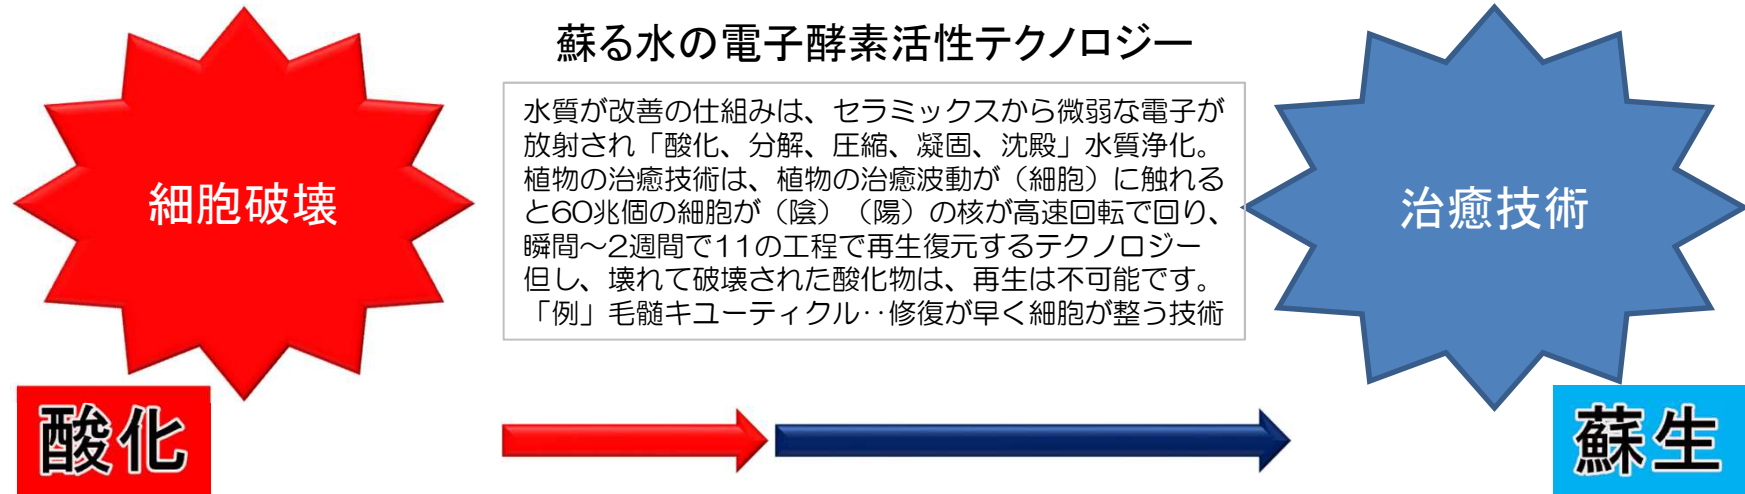 蘇る水の電子酵素活性テクノロジー
細胞破壊
水質が改善の仕組みは、セラミックスから微弱な電子が
放射され「酸化、分解、圧縮、凝固、沈殿」水質浄化。
植物の治癒技術は、植物の治癒波動が（細胞）に触れる
と60兆個の細胞が（陰）（陽）の核が高速回転で回り、
瞬間～2週間で11の工程で再生復元するテクノロジー
但し、壊れて破壊された酸化物は、再生は不可能です。
「例」毛髄キユーティクル‥修復が早く細胞が整う技術
治癒技術
酸化
蘇生